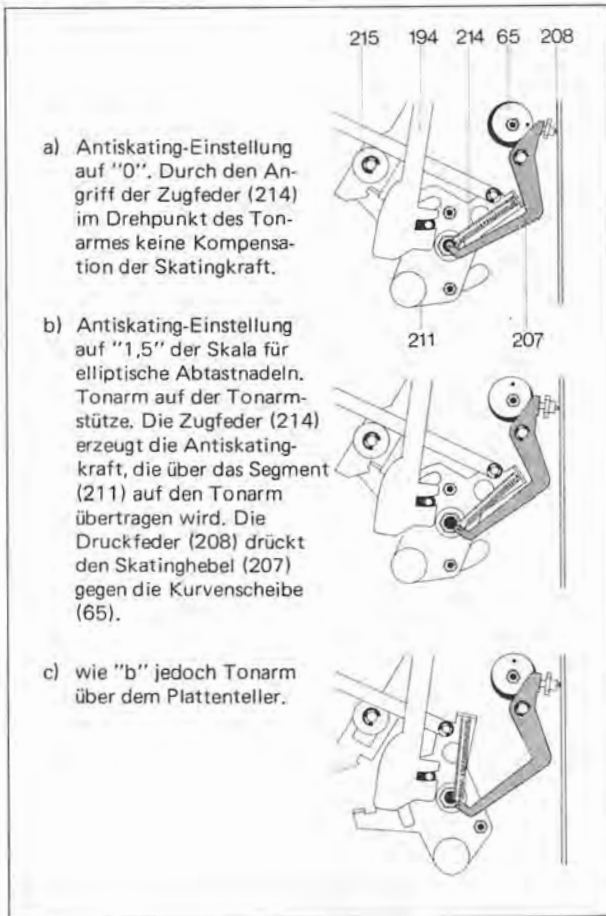 215 194 214 65 208
a) Antiskating-Einstellung
auf "0". Durch den An-
griff der Zugfeder (214)
im Drehpunkt des Ton-
armes keine Kompensa-
tion der Skatingkraft.
211 207
b) Antiskating-Einstellung
auf "1,5" der Skala für
elliptische Abtastnadeln.
Tonarm auf der Tonarm-
stütze. Die Zugfeder (214)
erzeugt die Antiskating-
kraft, die über das Segment
(211) auf den Tonarm
übertragen wird. Die
Druckfeder (208) drückt
den Skatinghebel (207)
gegen die Kurvenscheibe
(65).
c) wie "b" jedoch Tonarm
über dem Plattenteller.